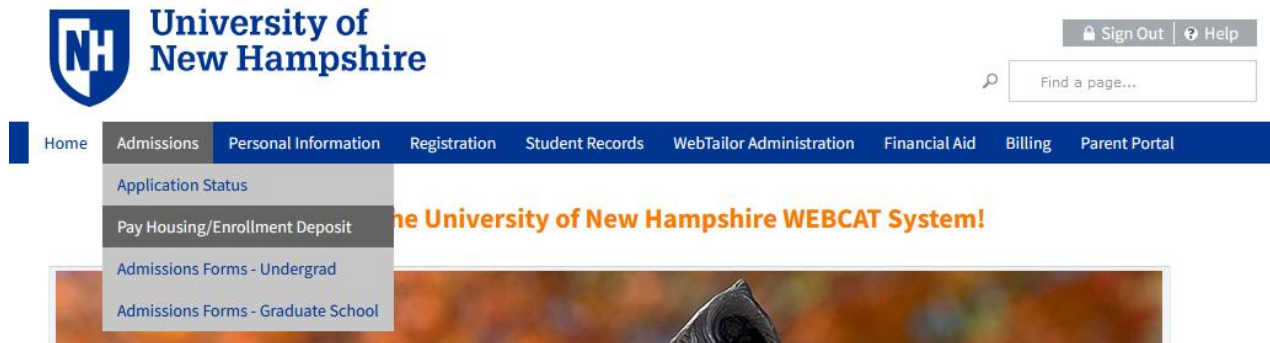 University of
New Hampshire
NH
Sign Out | Help
Find a page...
Home Admissions Personal Information Registration Student Records WebTailor Administration Financial Aid Billing Parent Portal
Application Status
Pay Housing/Enrollment Deposit
he University of New Hampshire WEBCAT System!
Admissions Forms - Undergrad
Admissions Forms - Graduate School